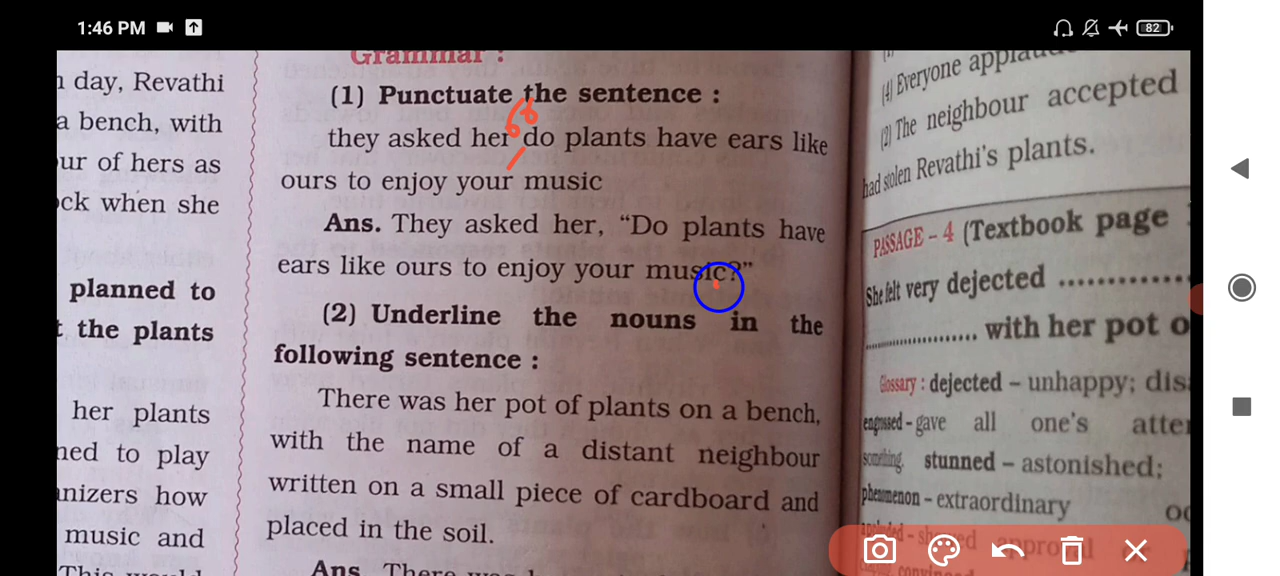 1:46 PM
82
Grammar :
day, Revathi
a bench, with
of hers as
when she
planned to
the plants
her plants
to play
how
music and
(1) Punctuate the sentence :
they asked her do plants have ears like
ours to enjoy your music
Ans. They asked her, “Do plants have
ears like ours to enjoy your music?”
(2) Underline the nouns in the
following sentence :
There was her pot of plants on a bench,
with the name of a distant neighbour
written on a small piece of cardboard and
placed in the soil.
Ans. There
(4) Everyone
(2) The neighbour accepted
had stolen Revathi's plants.
PASSAGE – 4 (Textbook page
She felt very dejected ..................
.................... with her pot
Glossary : dejected – unhappy;
engrossed – gave all one's
something, stunned – astonished;
phenomenon – extraordinary